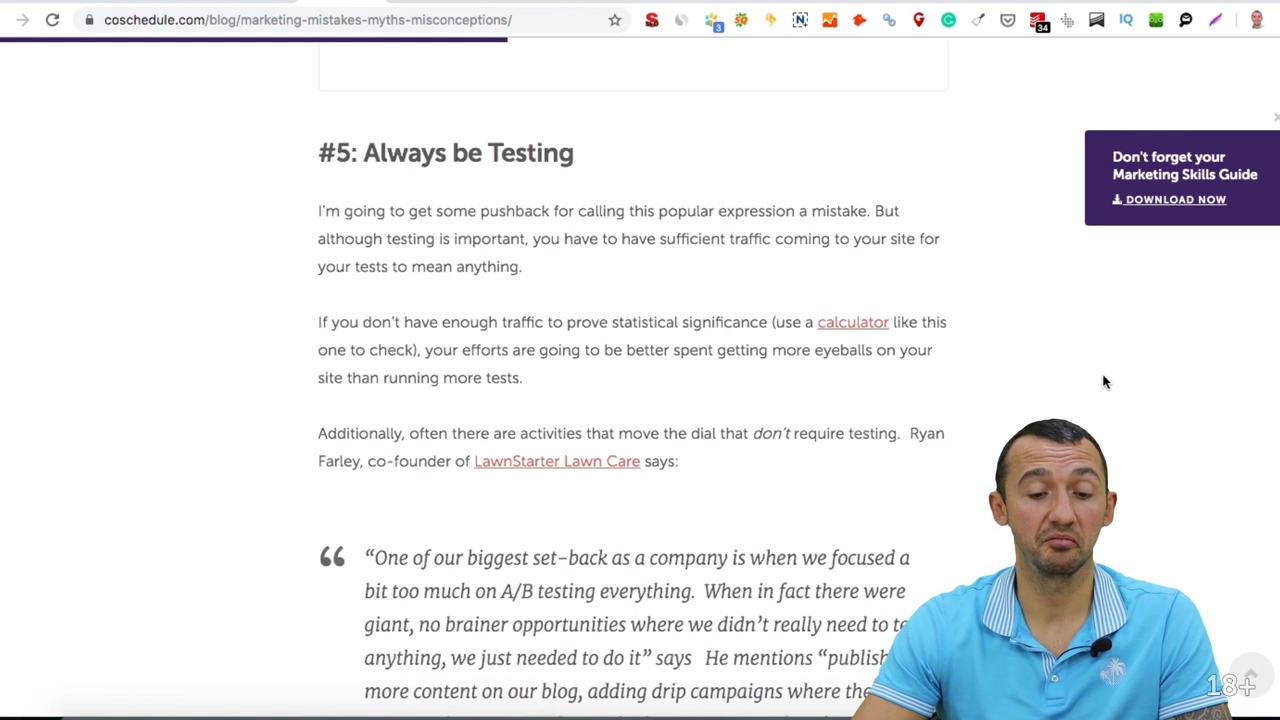 coschedule.com/blog/marketing-mistakes-myths-misconceptions/
3
34
#5: Always be Testing
Don't forget your
Marketing Skills Guide
DOWNLOAD NOW
I'm going to get some pushback for calling this popular expression a mistake. But
although testing is important, you have to have sufficient traffic coming to your site for
your tests to mean anything.
If you don't have enough traffic to prove statistical significance (use a calculator like this
one to check), your efforts are going to be better spent getting more eyeballs on your
site than running more tests.
Additionally, often there are activities that move the dial that don't require testing. Ryan
Farley, co-founder of LawnStarter Lawn Care says:
“One of our biggest set-back as a company is when we focused a
bit too much on A/B testing everything. When in fact there were
giant, no brainer opportunities where we didn't really need to
anything, we just needed to do it” says He mentions “publish
more content on our blog, adding drip campaigns where
18+